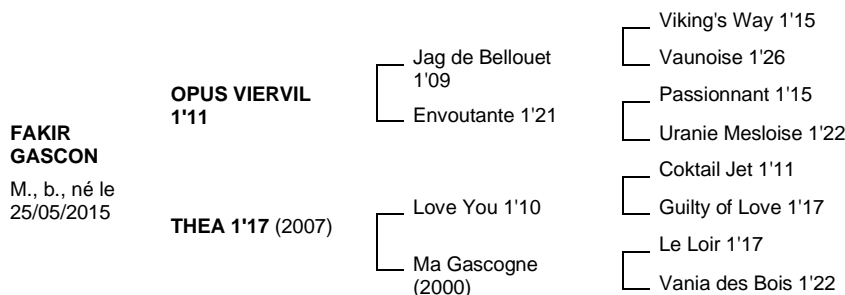 FAKIR
GASCON
M., b., né le
25/05/2015
OPUS VIERVIL
1'11
THEA 1'17 (2007)
Jag de Bellouet
1'09
Envoutante 1'21
Love You 1'10
Ma Gascogne
(2000)
Viking's Way 1'15
Vaunoise 1'26
Passionnant 1'15
Uranie Mesloise 1'22
Coktail Jet 1'11
Guilty of Love 1'17
Le Loir 1'17
Vania des Bois 1'22